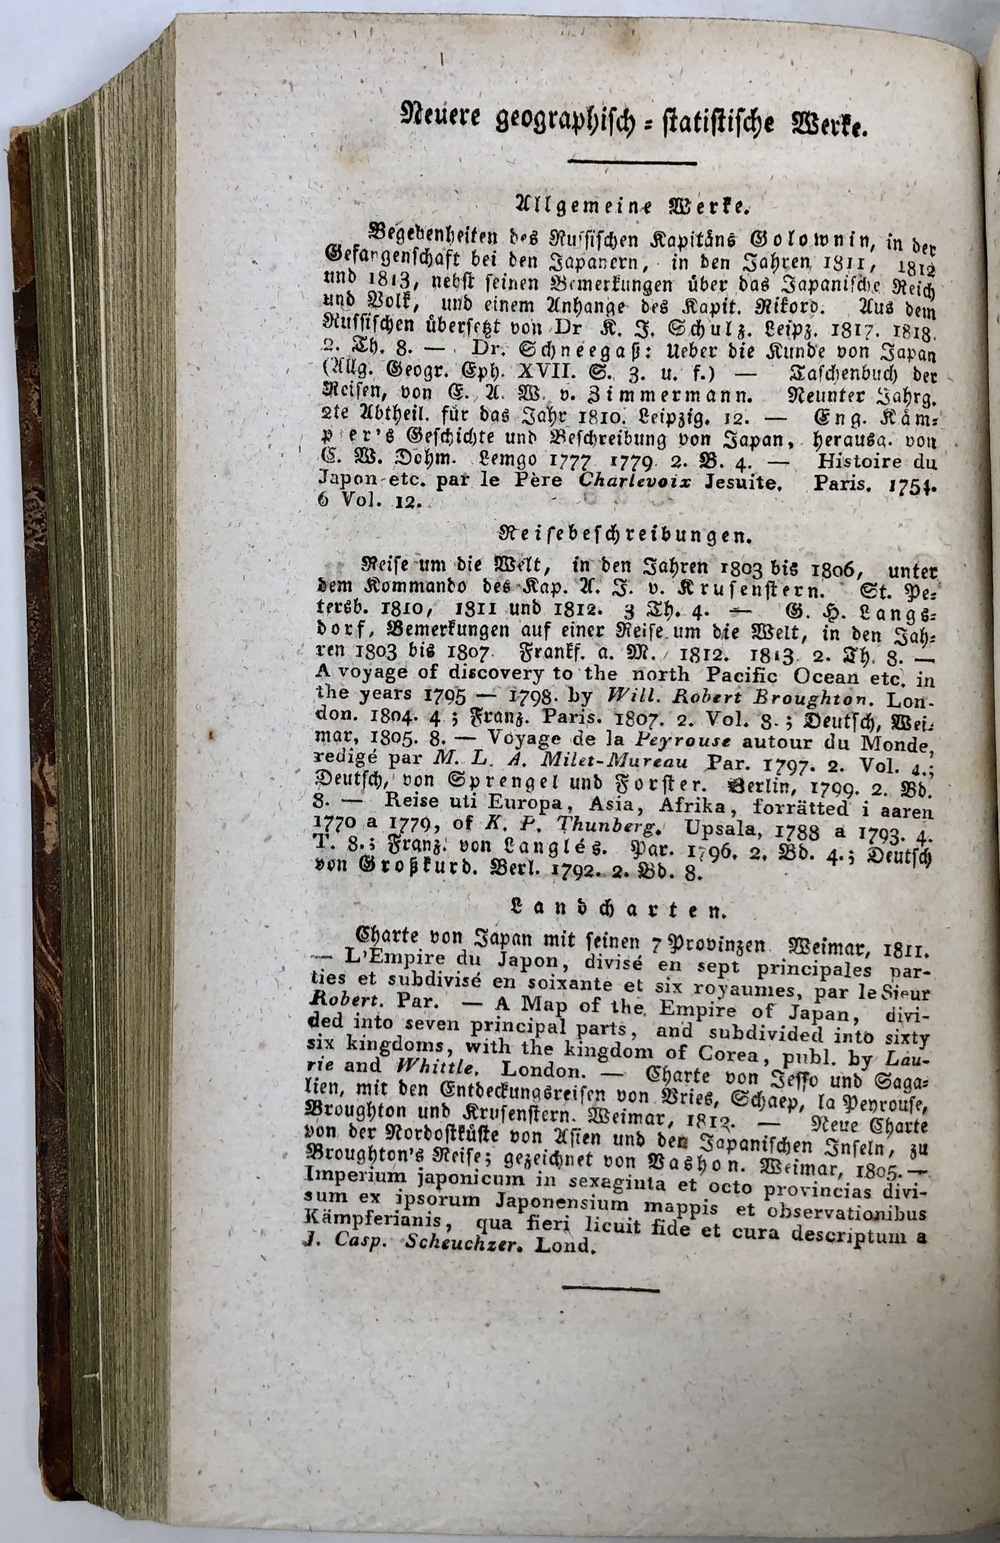 Neuere geographisch-statistische Werke.
Allgemeine Werke.
Begebenheiten des Russischen Kapitäns Golownin, in der
Gefangenschaft bei den Japanern, in den Jahren 1811, 1812
und 1813, nebst seinen Bemerkungen über das Japanische Reich
und Volk, und einem Anhange des Kapit. Rikord. Aus dem
Russischen übersetzt von Dr K. J. Schulz. Leipz. 1817. 1818.
2. Th. 8. — Dr. Schneegaß: Ueber die Kunde von Japan
(Allg. Geogr. Eph. XVII. S. 3. u. f.) — Taschenbuch der
Reisen, von E. A. W. v. Zimmermann. Neunter Jahrg.
2te Abtheil. für das Jahr 1810. Leipzig. 12. — Eng. Käm-
p er's Geschichte und Beschreibung von Japan, herausg. von
C. W. Dohm. Lemgo 1777 1779. 2. B. 4. — Histoire du
Japon etc. par le Père Charlevoix Jesuite. Paris. 1754.
6 Vol. 12.
Reisebeschreibungen.
Reise um die Welt, in den Jahren 1803 bis 1806, unter
dem Kommando des Kap. A. J. v. Krusenstern. St. Pe-
tersb. 1810, 1811 und 1812. 3 Th. 4. — G. H. Langs-
dorf, Bemerkungen auf einer Reise um die Welt, in den Jah-
ren 1803 bis 1807. Frankf. a. M. 1812. 1813. 2. Th. 8. —
A voyage of discovery to the north Pacific Ocean etc. in
the years 1795 — 1798. by Will. Robert Broughton. Lon-
don. 1804. 4; Franz. Paris. 1807. 2. Vol. 8.; Deutsch, Wei-
mar, 1805. 8. — Voyage de la Peyrouse autour du Monde,
redigé par M. L. A. Milet-Mureau Par. 1797. 2. Vol. 4.;
Deutsch, von Sprengel und Forster. Berlin, 1799. 2. Bd.
8. — Reise uti Europa, Asia, Afrika, forrätted i aaren
1770 a 1779, of K. P. Thunberg. Upsala, 1788 a 1793. 4.
T. 8.; Franz. von Langlés. Par. 1796. 2. Bd. 4.; Deutsch
von Großkurd. Berl. 1792. 2. Bd. 8.
Landcharten.
Charte von Japan mit seinen 7 Provinzen Weimar, 1811.
— L'Empire du Japon, divisé en sept principales par-
ties et subdivisé en soixante et six royaumes, par le Sieur
Robert. Par. — A Map of the Empire of Japan, divi-
ded into seven principal parts, and subdivided into sixty
six kingdoms, with the kingdom of Corea, publ. by Lau-
rie and Whittle. London. — Charte von Jesso und Saga-
lien, mit den Entdeckungsreisen von Vries, Schaep, la Peyrouse,
Broughton und Krusenstern. Weimar, 1812. — Neue Charte
von der Nordostküste von Asien und den Japanischen Inseln, zu
Broughton's Reise; gezeichnet von Vashon. Weimar, 1805. —
Imperium japonicum in sexaginta et octo provincias divi-
sum ex ipsorum Japonensium mappis et observationibus
Kämpferianis, qua fieri licuit fide et cura descriptum a
J. Casp. Scheuchzer. Lond.